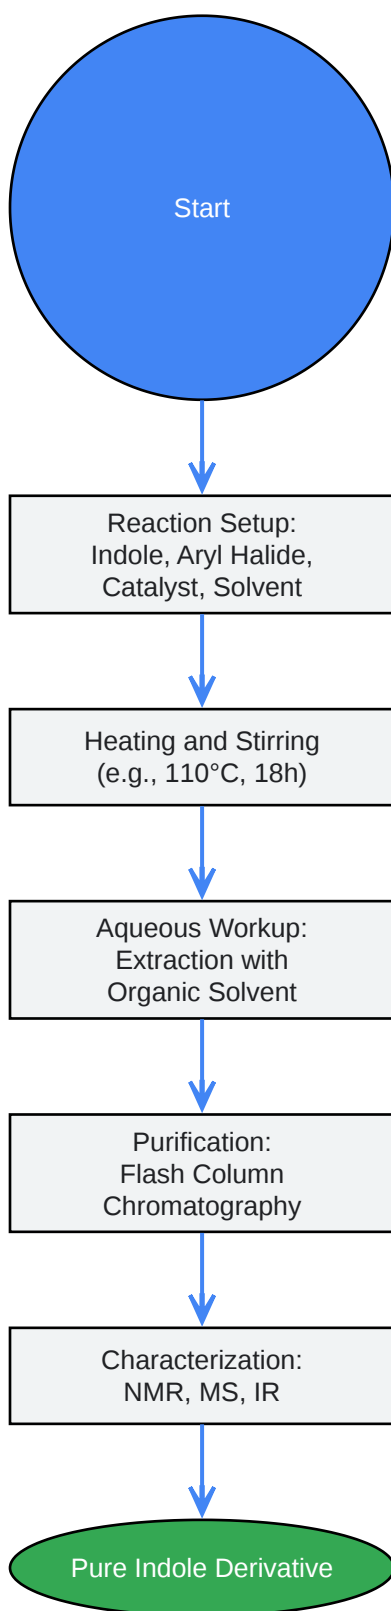 Start
Reaction Setup:
Indole, Aryl Halide,
Catalyst, Solvent
Heating and Stirring
(e.g., 110°C, 18h)
Aqueous Workup:
Extraction with
Organic Solvent
Purification:
Flash Column
Chromatography
Characterization:
NMR, MS, IR
Pure Indole Derivative